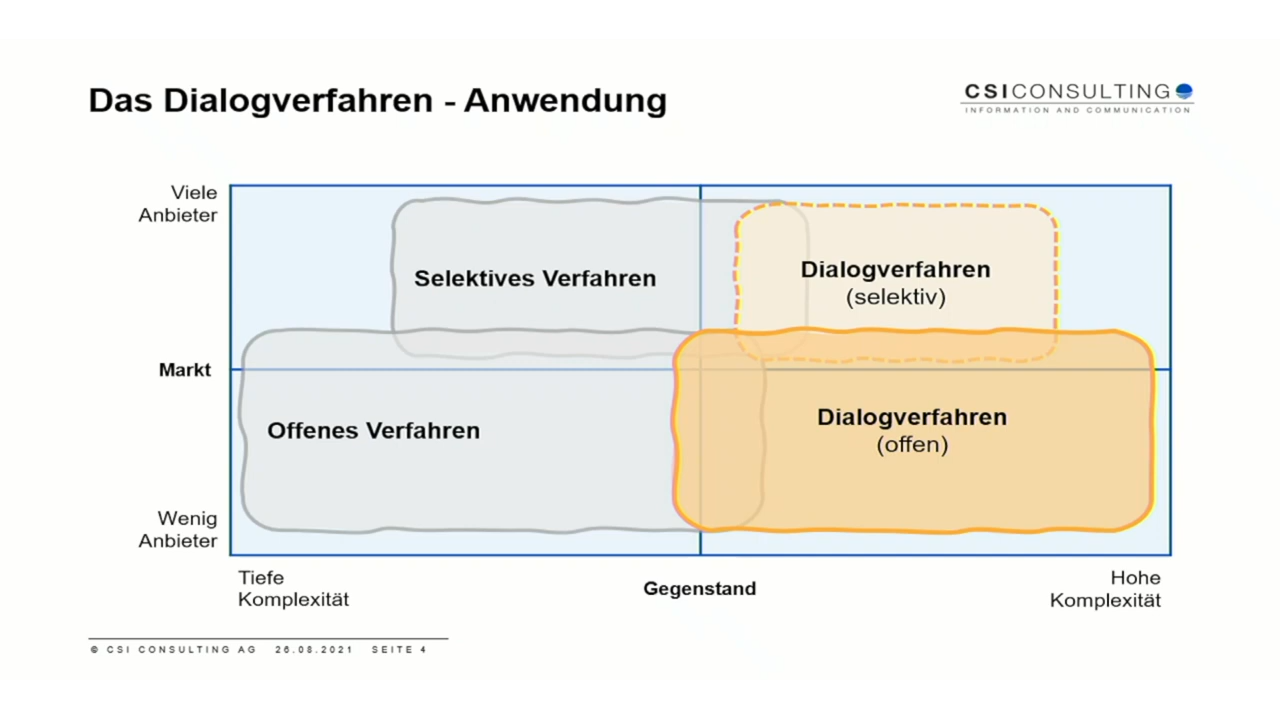 Das Dialogverfahren - Anwendung
CSICONSULTING
INFORMATION AND COMMUNICATION
Viele
Anbieter
Selektives Verfahren
Dialogverfahren
(selektiv)
Markt
Offenes Verfahren
Dialogverfahren
(offen)
Wenig
Anbieter
Tiefe
Komplexität
Gegenstand
Hohe
Komplexität
© CSI CONSULTING AG 26.08.2021 SEITE 4